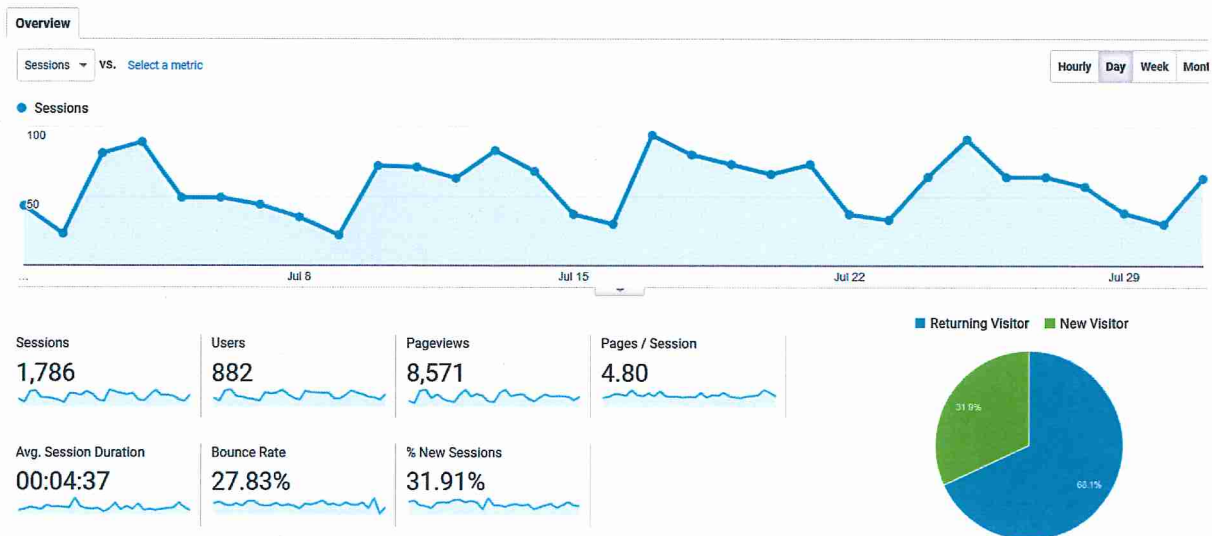 Overview
Sessions VS. Select a metric
Hourly Day Week Mont
Sessions
100
50
... Jul 8 Jul 15 Jul 22 Jul 29
Returning Visitor New Visitor
Sessions Users Pageviews Pages / Session
1,786 882 8,571 4.80
31.9%
68.1%
Avg. Session Duration Bounce Rate % New Sessions
00:04:37 27.83% 31.91%